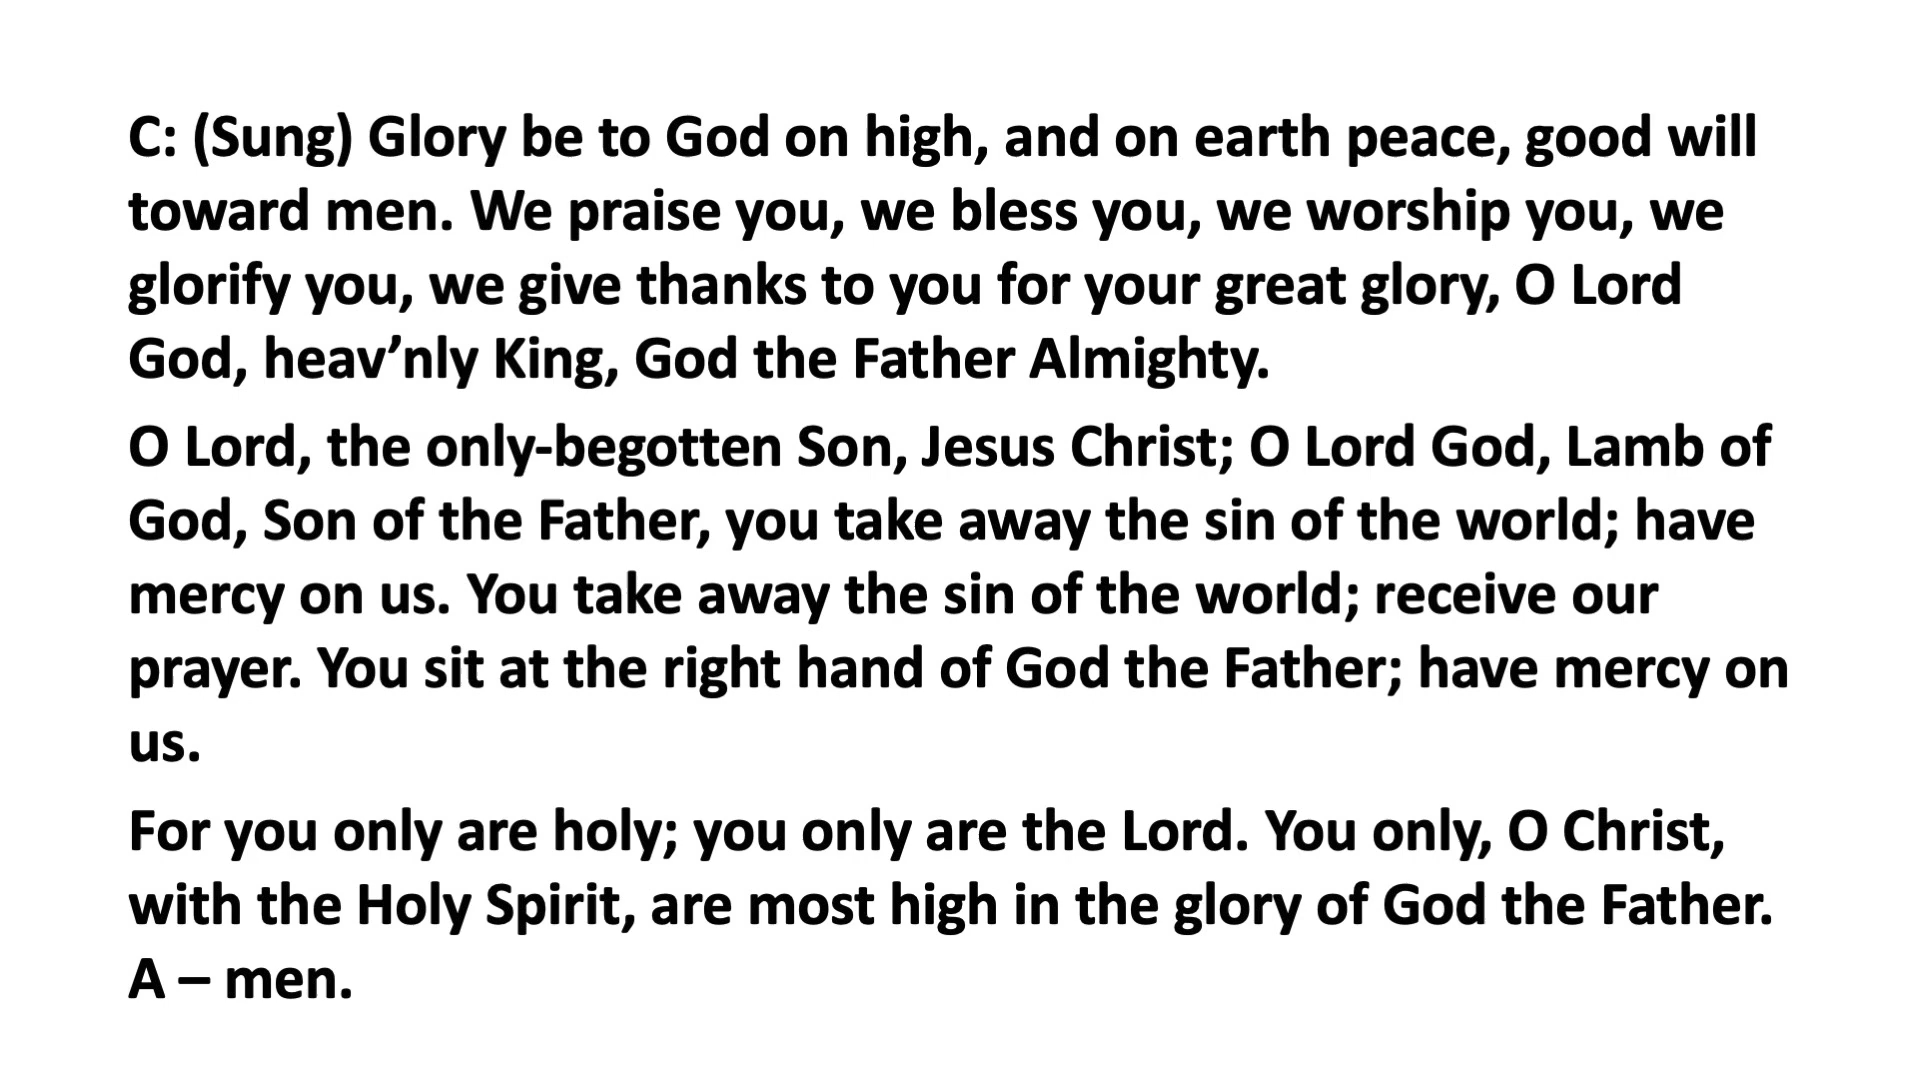 C: (Sung) Glory be to God on high, and on earth peace, good will
toward men. We praise you, we bless you, we worship you, we
glorify you, we give thanks to you for your great glory, O Lord
God, heav’nly King, God the Father Almighty.
O Lord, the only-begotten Son, Jesus Christ; O Lord God, Lamb of
God, Son of the Father, you take away the sin of the world; have
mercy on us. You take away the sin of the world; receive our
prayer. You sit at the right hand of God the Father; have mercy on
us.
For you only are holy; you only are the Lord. You only, O Christ,
with the Holy Spirit, are most high in the glory of God the Father.
A – men.